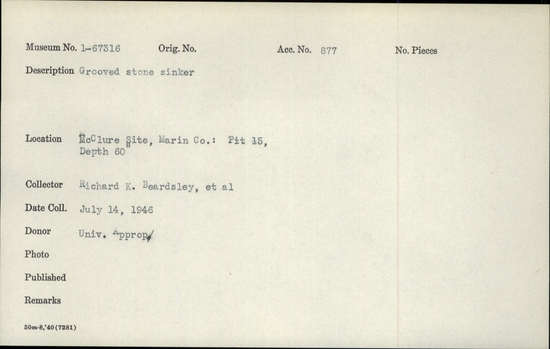 Museum No. 1-67316 Orig. No. Acc. No. 877 No. Pieces
Description Grooved stone sinker
Location McClure Site, Marin Co.: Pit 15,
Depth 60"
Collector Richard K. Beardsley, et al
Date Coll. July 14, 1946
Donor Univ. Approp/
Photo
Published
Remarks
50m-8,'40(7281)